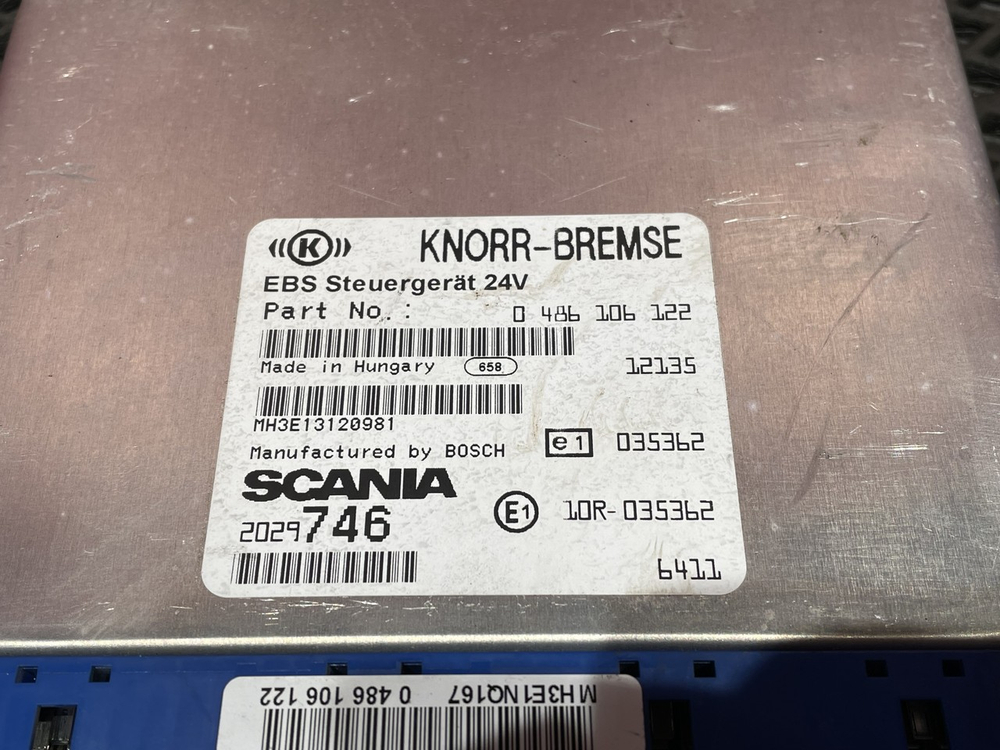 ((K)) KNORR-BREMSE
EBS Steuergerät 24V
Part No.: 0 486 106 122
Made in Hungary 658 12135
MH3E13120981
Manufactured by BOSCH e1 035362
SCANIA
2029746 E1 10R-035362
6411
MH3E1NQ167 0 486 106 122